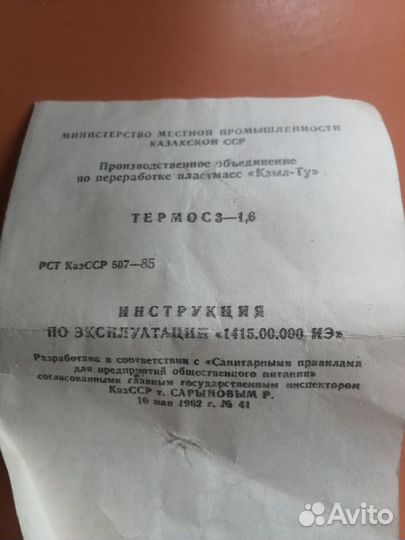 МИНИСТЕРСТВО МЕСТНОЙ ПРОМЫШЛЕННОСТИ
КАЗАХСКОЙ ССР
Производственное объединение
по переработке пластмасс «Кзыл-Ту»
ТЕРМОС 3—1,6
РСТ КазССР 507—85
ИНСТРУКЦИЯ
ПО ЭКСПЛУАТАЦИИ «1415.00.000 ИЭ»
Разработана в соответствии с «Санитарными правилами
для предприятий общественного питания»
согласованными главным государственным инспектором
КазССР т. САРЫНОВЫМ Р.
10 мая 1962 г. № 41
Avito